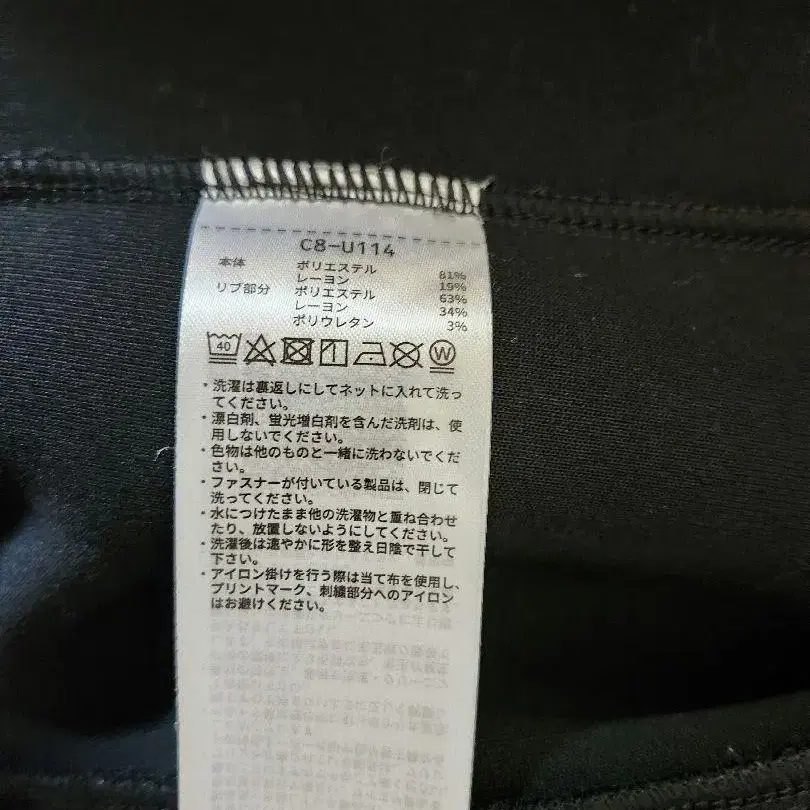 C8-U114
本体 ポリエステル 81%
レーヨン 19%
リブ部分 ポリエステル 63%
レーヨン 34%
ポリウレタン 3%
40 W
・洗濯は裏返しにしてネットに入れて洗っ
てください。
・漂白剤、蛍光増白剤を含んだ洗剤は、使
用しないでください。
・色物は他のものと一緒に洗わないでくだ
さい。
・ファスナーが付いている製品は、閉じて
洗ってください。
・水につけたまま他の洗濯物と重ね合わせ
たり、放置しないようにしてください。
・洗濯後は速やかに形を整え日陰で干して
下さい。
・アイロン掛けを行う際は当て布を使用し、
プリントマーク、刺繍部分へのアイロン
はお避けください。